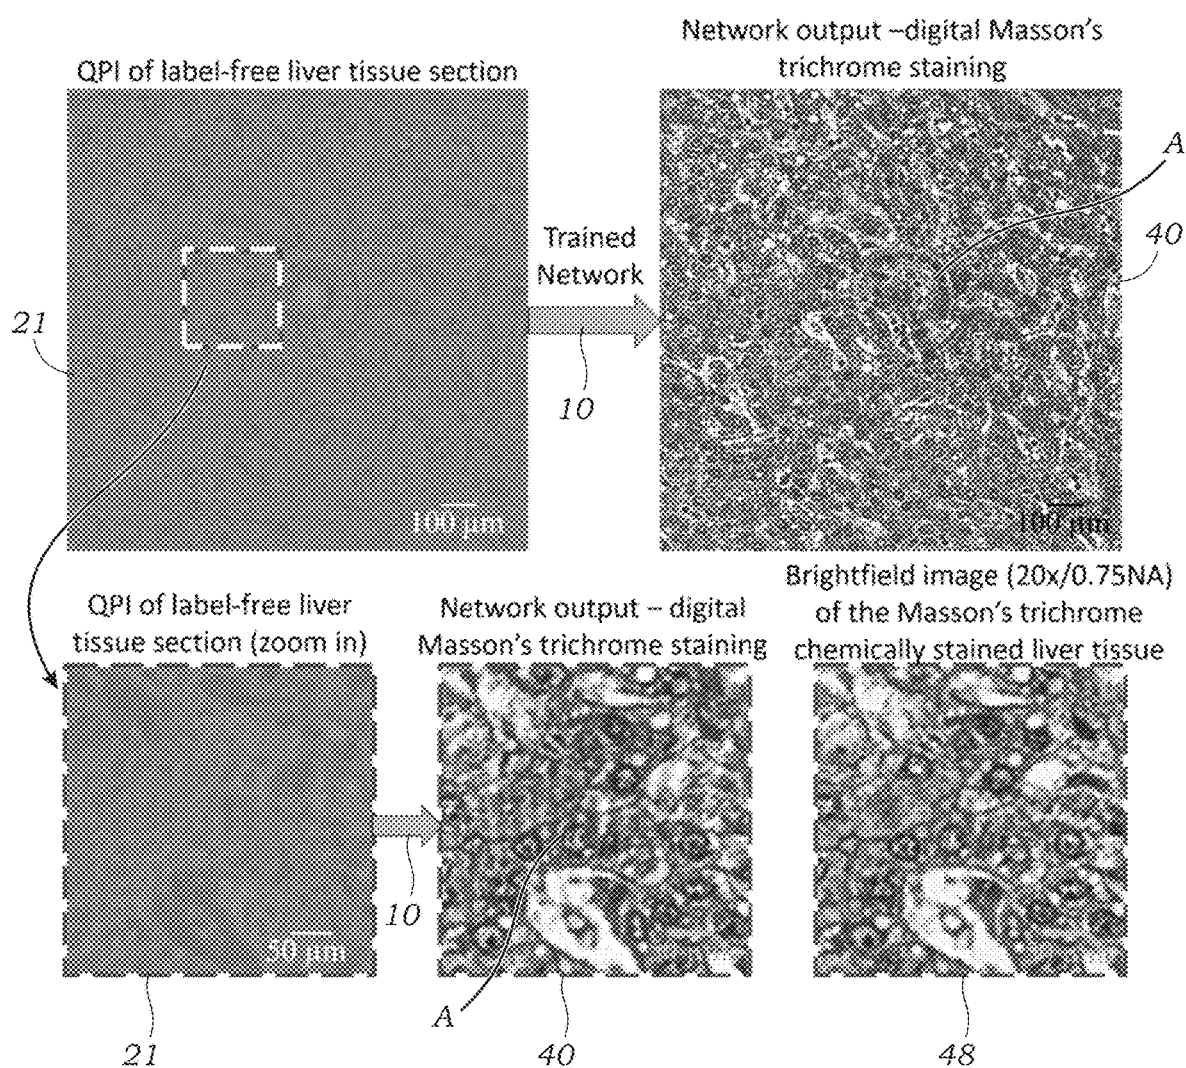 Network output –digital Masson's
trichrome staining
QPI of label-free liver tissue section
A
40
Trained
Network
21
10
100 µm
100 µm
Brightfield image (20x/0.75NA)
of the Masson's trichrome
chemically stained liver tissue
QPI of label-free liver
tissue section (zoom in)
Network output – digital
Masson's trichrome staining
10
50 µm
A
21
40
48